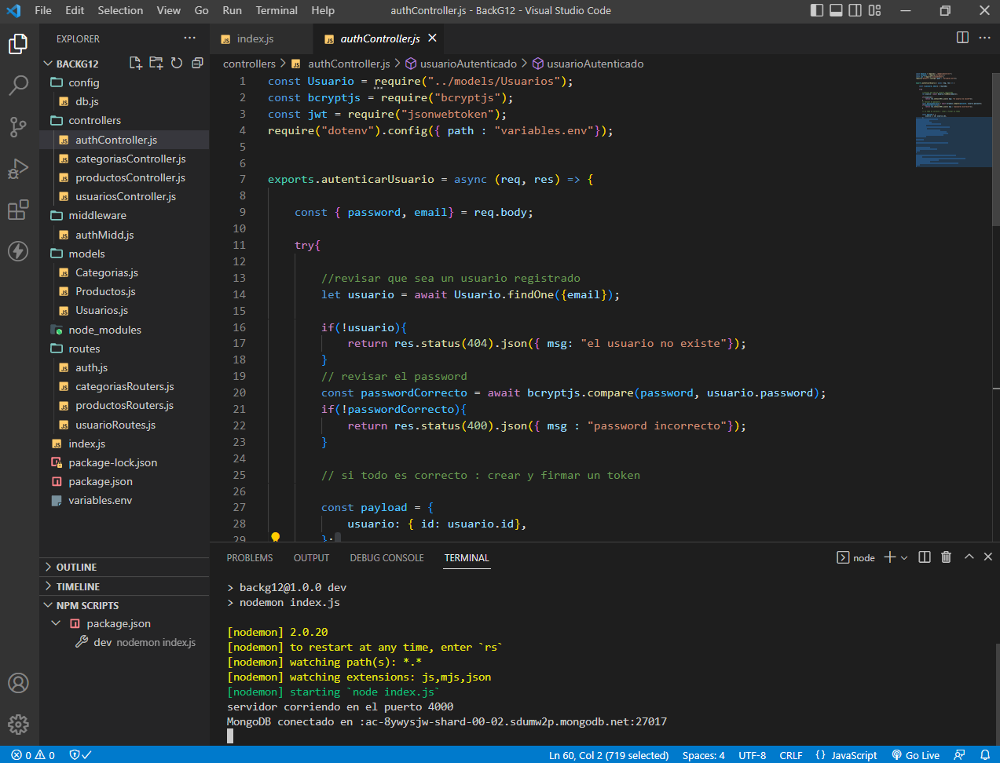 File Edit Selection View Go Run Terminal Help authController.js - BackG12 - Visual Studio Code
EXPLORER
BACKG12
config
db.js
controllers
authController.js
categoriasController.js
productosController.js
usuariosController.js
middleware
authMidd.js
models
Categorias.js
Productos.js
Usuarios.js
node_modules
routes
auth.js
categoriasRouters.js
productosRouters.js
usuarioRoutes.js
index.js
package-lock.json
package.json
variables.env
OUTLINE
TIMELINE
NPM SCRIPTS
package.json
dev nodemon index.js
index.js authController.js
controllers > authController.js > usuarioAutenticado > usuarioAutenticado
1 const Usuario = require("../models/Usuarios");
2 const bcryptjs = require("bcryptjs");
3 const jwt = require("jsonwebtoken");
4 require("dotenv").config({ path : "variables.env"});
5
6
7 exports.autenticarUsuario = async (req, res) => {
8
9 const { password, email} = req.body;
10
11 try{
12
13 //revisar que sea un usuario registrado
14 let usuario = await Usuario.findOne({email});
15
16 if(!usuario){
17 return res.status(404).json({ msg: "el usuario no existe"});
18 }
19 // revisar el password
20 const passwordCorrecto = await bcryptjs.compare(password, usuario.password);
21 if(!passwordCorrecto){
22 return res.status(400).json({ msg : "password incorrecto"});
23 }
24
25 // si todo es correcto : crear y firmar un token
26
27 const payload = {
28 usuario: { id: usuario.id},
29 };
PROBLEMS OUTPUT DEBUG CONSOLE TERMINAL node
> backg12@1.0.0 dev
> nodemon index.js
[nodemon] 2.0.20
[nodemon] to restart at any time, enter `rs`
[nodemon] watching path(s): *.*
[nodemon] watching extensions: js,mjs,json
[nodemon] starting `node index.js`
servidor corriendo en el puerto 4000
MongoDB conectado en :ac-8ywysjw-shard-00-02.sdumw2p.mongodb.net:27017
0 0 Ln 60, Col 2 (719 selected) Spaces: 4 UTF-8 CRLF {} JavaScript Go Live